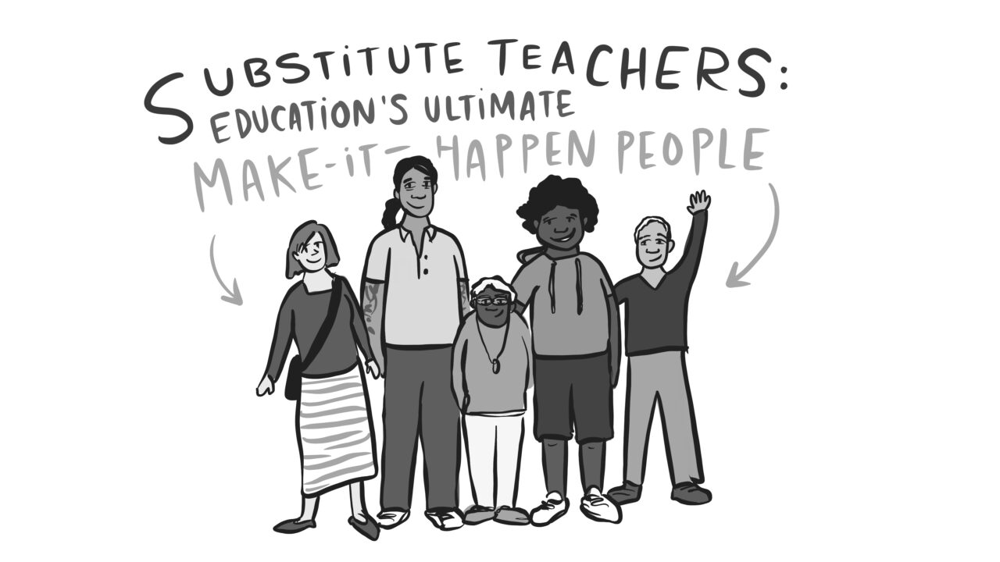 SUBSTITUTE TEACHERS:
EDUCATION'S ULTIMATE
MAKE-IT-HAPPEN PEOPLE